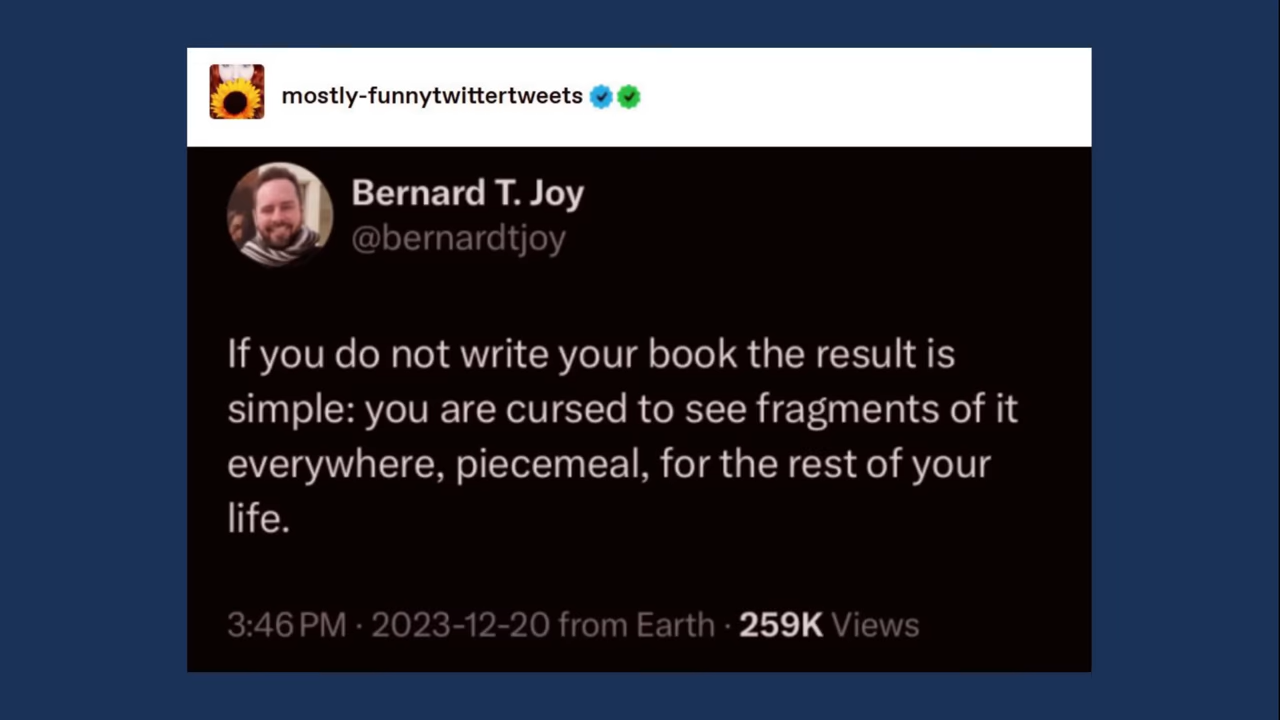 mostly-funnytwittertweets
Bernard T. Joy
@bernardtjoy
If you do not write your book the result is
simple: you are cursed to see fragments of it
everywhere, piecemeal, for the rest of your
life.
3:46 PM · 2023-12-20 from Earth · 259K Views